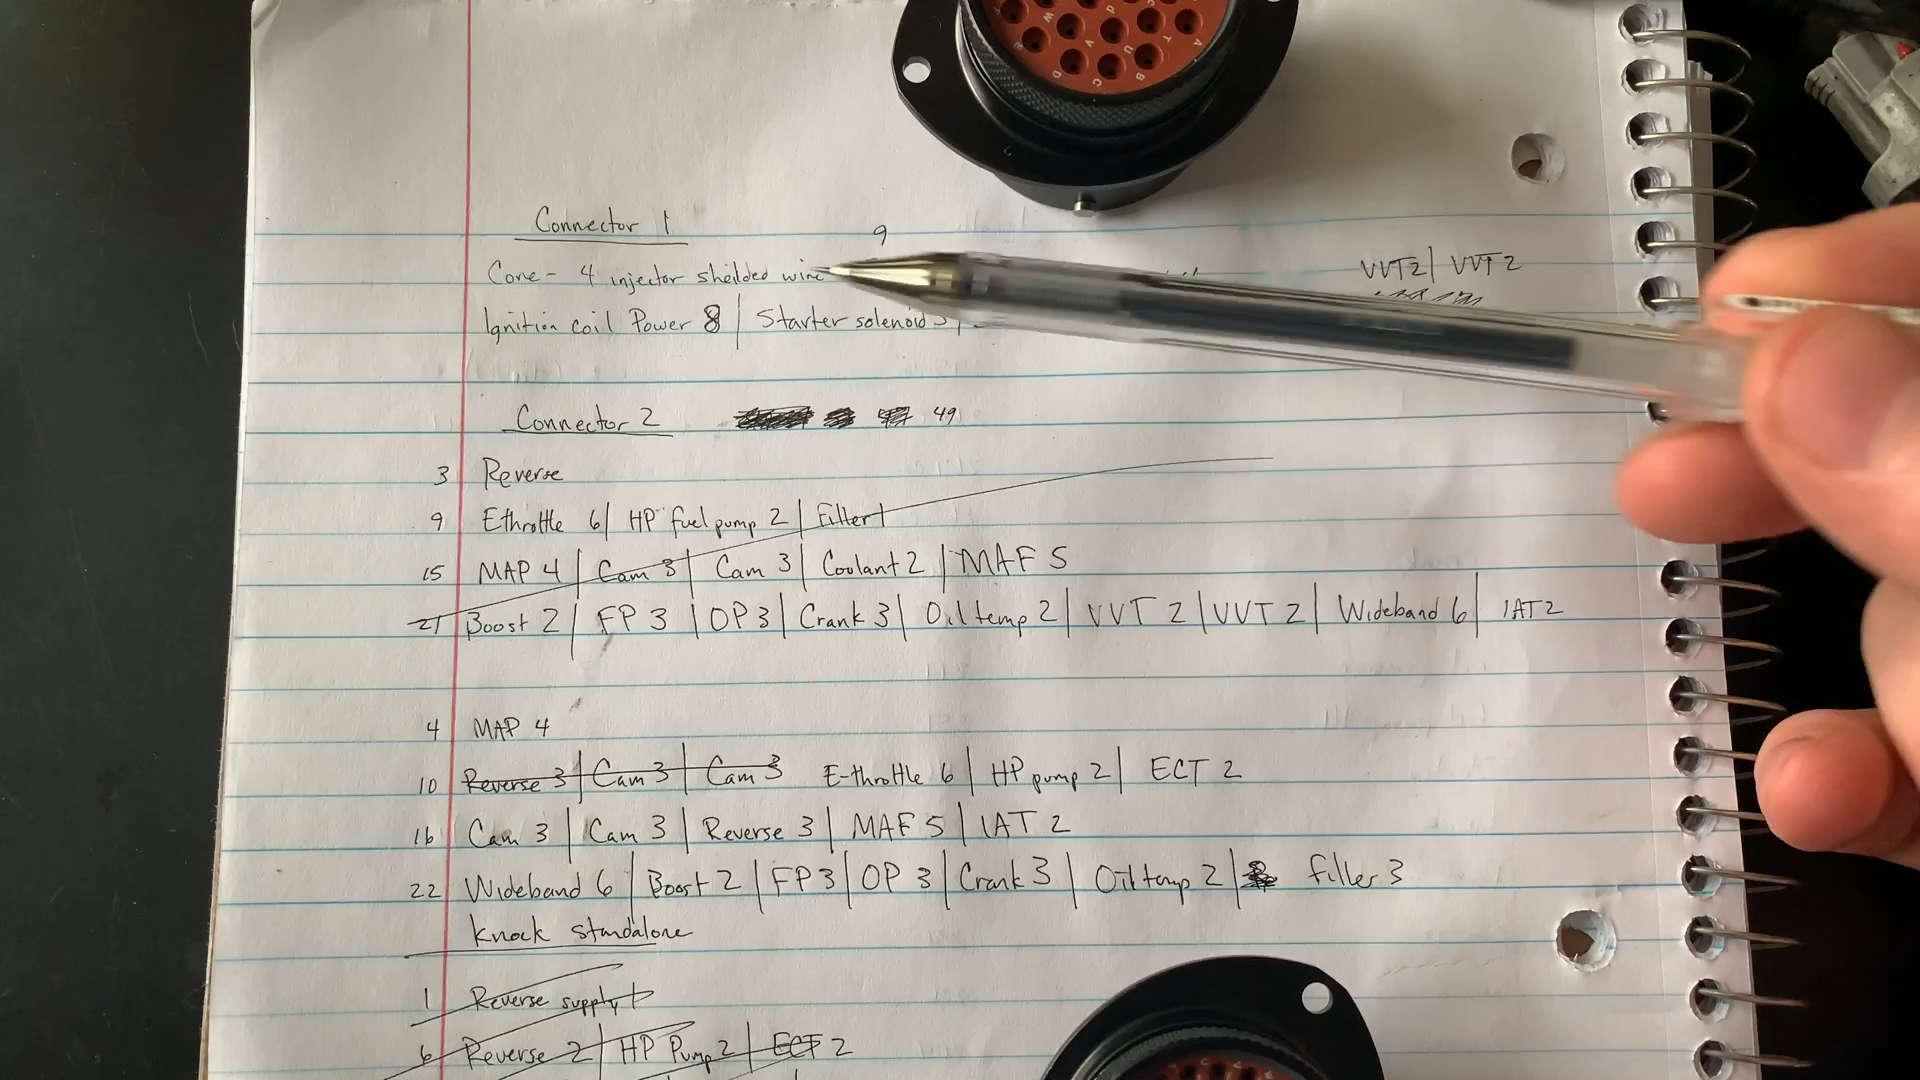 Connector 1
9
Core - 4 injector sheilded wire
VVT2 | VVT 2
Ignition coil Power 8 | Starter solenoid 3 |
Connector 2 49
3 Reverse
9 Ethrottle 6 | HP fuel pump 2 | Filler 1
15 MAP 4 | Cam 3 | Cam 3 | Coolant 2 | MAF 5
21 Boost 2 | FP 3 | OP 3 | Crank 3 | Oil temp 2 | VVT 2 | VVT 2 | Wideband 6 | IAT 2
4 MAP 4
10 Reverse 3 | Cam 3 | Cam 3 E-throttle 6 | HP pump 2 | ECT 2
16 Cam 3 | Cam 3 | Reverse 3 | MAF 5 | IAT 2
22 Wideband 6 | Boost 2 | FP 3 | OP 3 | Crank 3 | Oil temp 2 | filler 3
Knock standalone
1 Reverse supply 1
6 Reverse 2 | HP Pump 2 | ECT 2